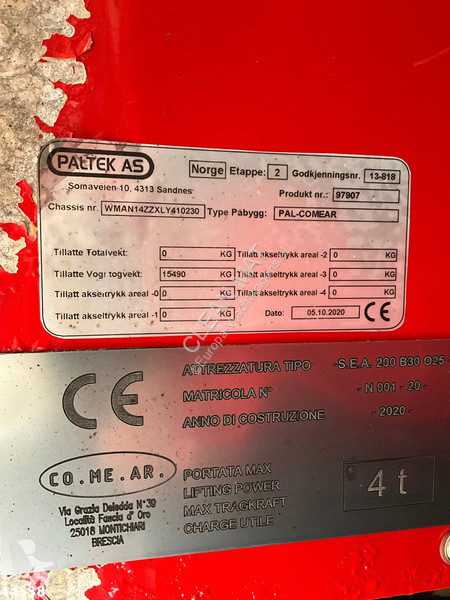 PALTEK AS Norge Etappe: 2 Godkjenningsnr. 13-818
Somaveien 10, 4313 Sandnes Produkt nr.: 97907
Chassis nr. WMAN14ZZXLY410230 Type Påbygg: PAL-COMEAR
Tillatte Totalvekt: 0 KG Tillatt akseltrykk areal -2 0 KG
Tillatte Vogntogvekt: 15490 KG Tillatt akseltrykk areal -3 0 KG
Tillatt akseltrykk areal -0 0 KG Tillatt akseltrykk areal -4 0 KG
Tillatt akseltrykk areal -1 0 KG Dato: 05.10.2020 CE
CE ATTREZZATURA TIPO -S.E.A. 200 B30 O25-
MATRICOLA N° - N 001 - 20 -
ANNO DI COSTRUZIONE - 2020 -
CO.ME.AR.
Via Grazia Deledda N°39
Località Fascia d' Oro
25018 MONTICHIARI
BRESCIA
PORTATA MAX
LIFTING POWER
MAX TRAGKRAFT
CHARGE UTILE
4 t